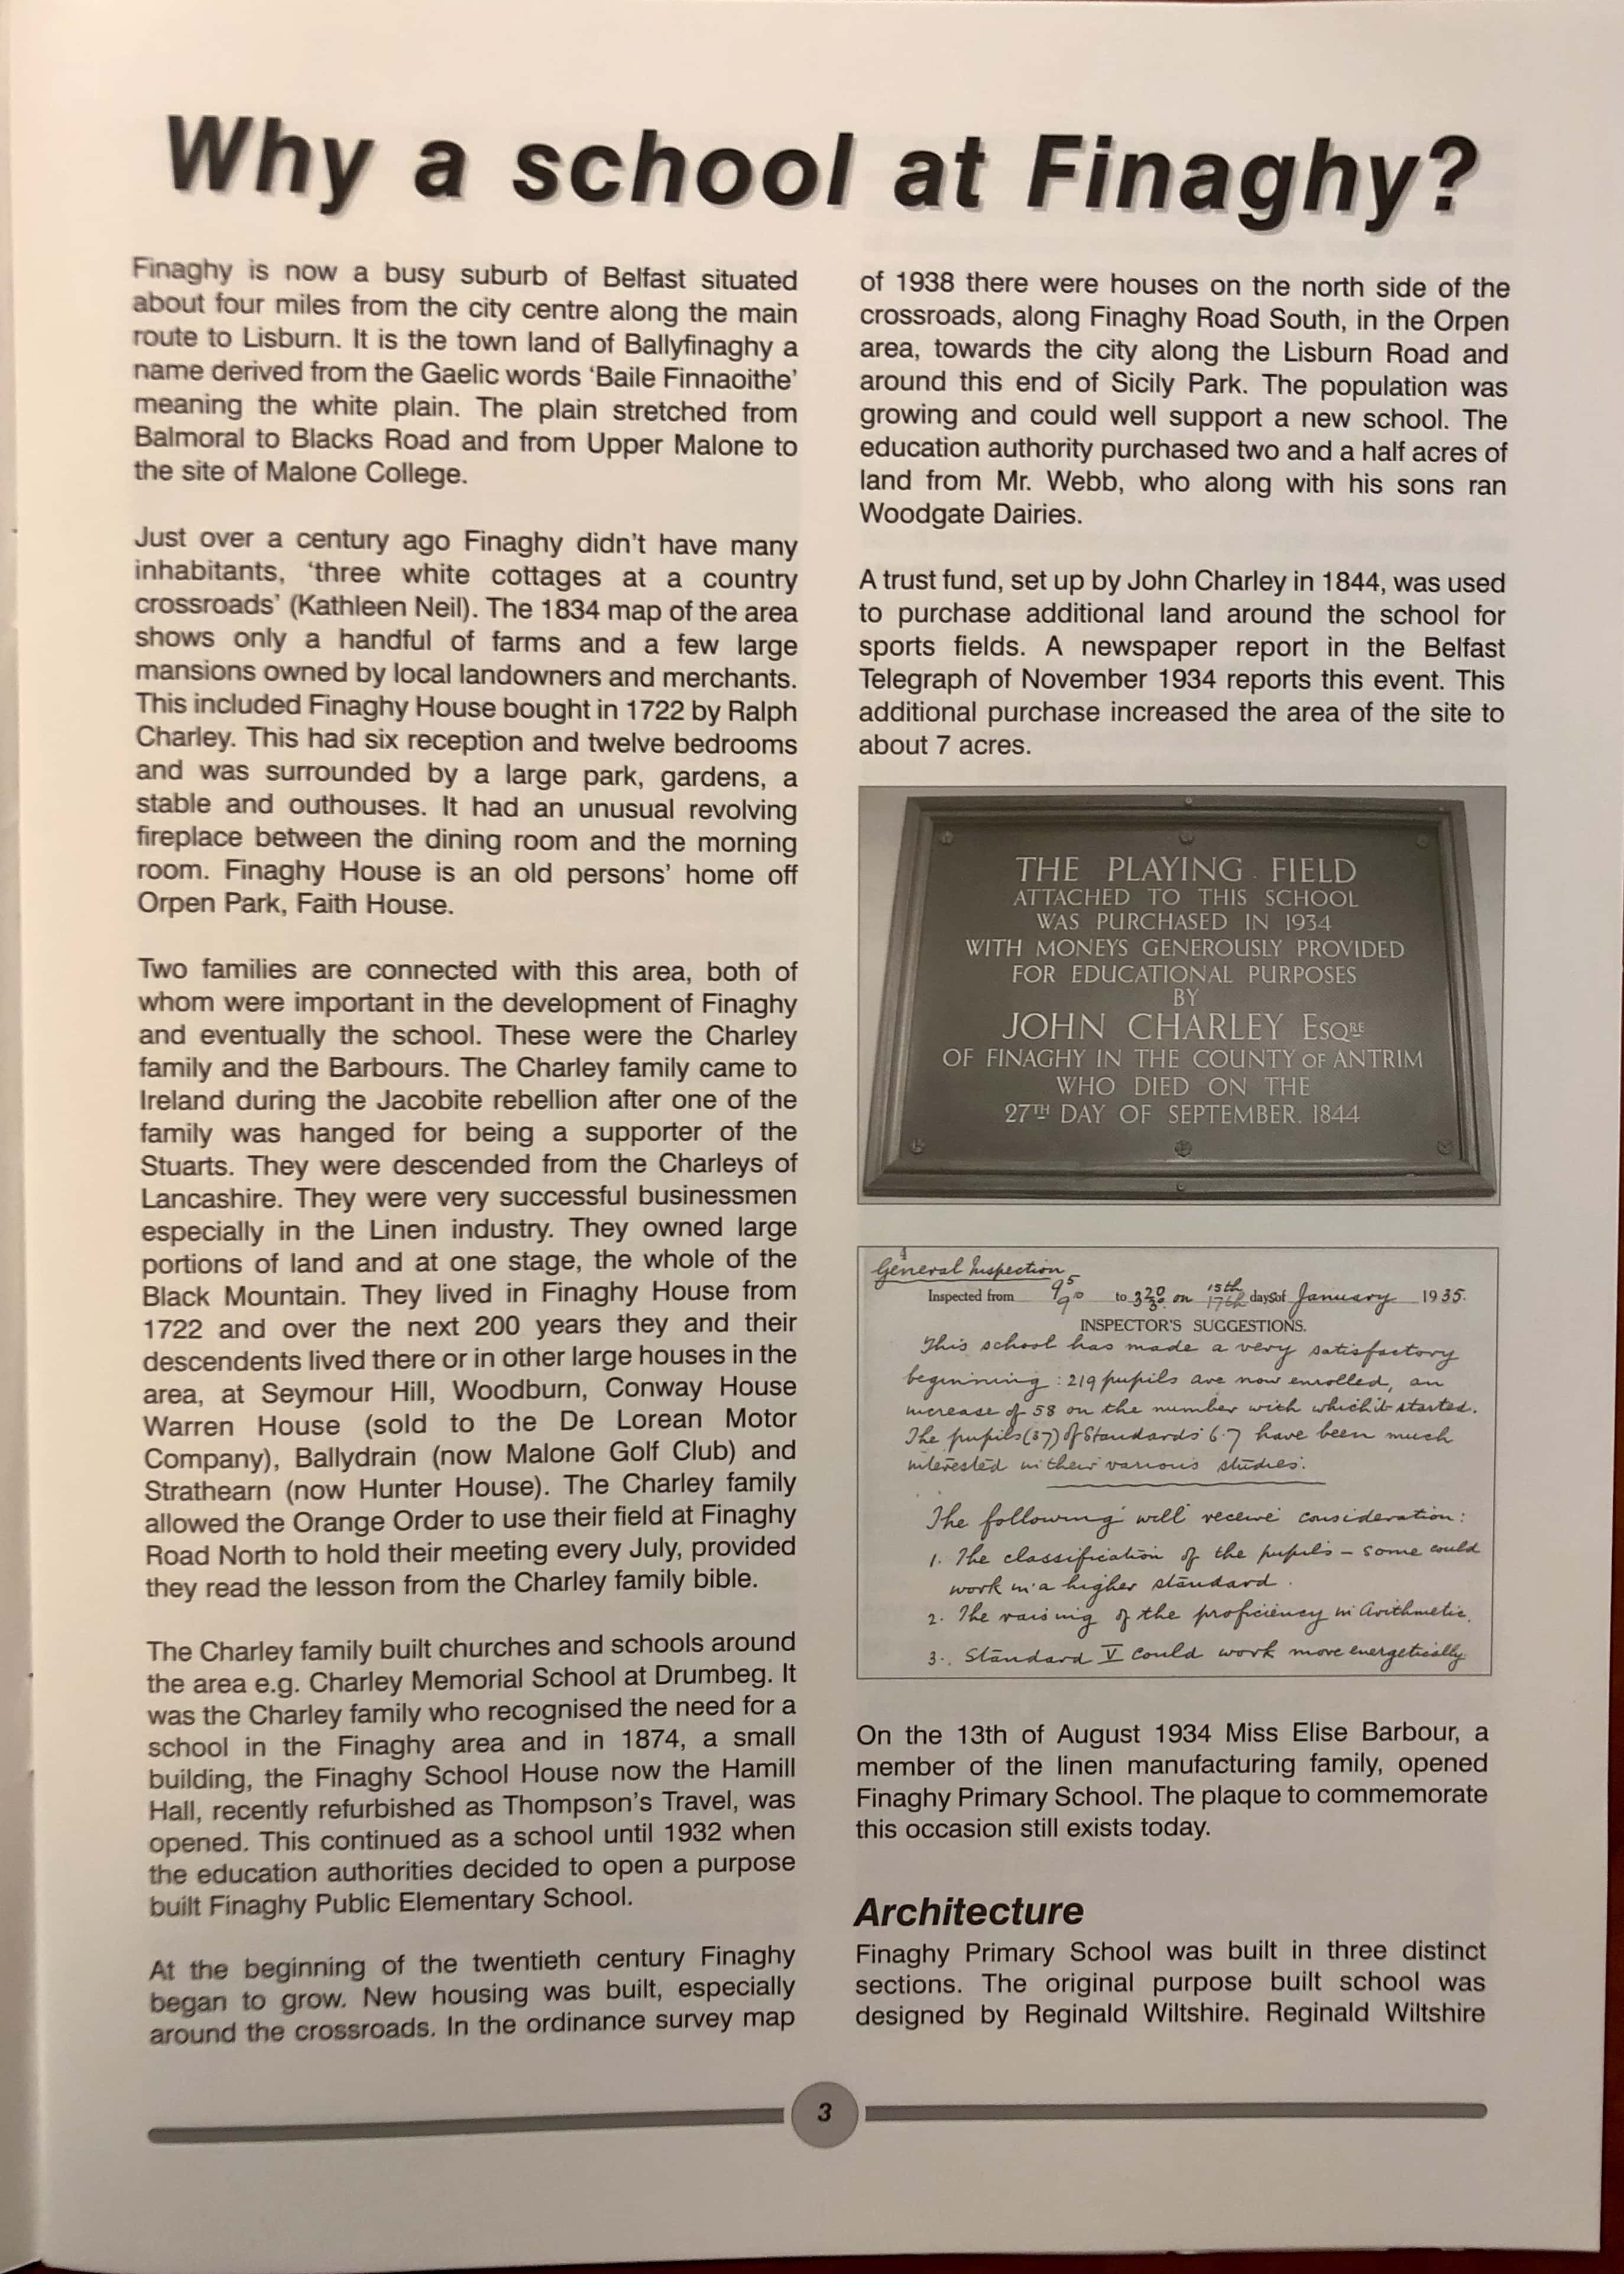 Why a school at Finaghy?
Finaghy is now a busy suburb of Belfast situated
about four miles from the city centre along the main
route to Lisburn. It is the town land of Ballyfinaghy a
name derived from the Gaelic words ‘Baile Finnaoithe’
meaning the white plain. The plain stretched from
Balmoral to Blacks Road and from Upper Malone to
the site of Malone College.
Just over a century ago Finaghy didn’t have many
inhabitants, ‘three white cottages at a country
crossroads’ (Kathleen Neil). The 1834 map of the area
shows only a handful of farms and a few large
mansions owned by local landowners and merchants.
This included Finaghy House bought in 1722 by Ralph
Charley. This had six reception and twelve bedrooms
and was surrounded by a large park, gardens, a
stable and outhouses. It had an unusual revolving
fireplace between the dining room and the morning
room. Finaghy House is an old persons’ home off
Orpen Park, Faith House.
Two families are connected with this area, both of
whom were important in the development of Finaghy
and eventually the school. These were the Charley
family and the Barbours. The Charley family came to
Ireland during the Jacobite rebellion after one of the
family was hanged for being a supporter of the
Stuarts. They were descended from the Charleys of
Lancashire. They were very successful businessmen
especially in the Linen industry. They owned large
portions of land and at one stage, the whole of the
Black Mountain. They lived in Finaghy House from
1722 and over the next 200 years they and their
descendents lived there or in other large houses in the
area, at Seymour Hill, Woodburn, Conway House
Warren House (sold to the De Lorean Motor
Company), Ballydrain (now Malone Golf Club) and
Strathearn (now Hunter House). The Charley family
allowed the Orange Order to use their field at Finaghy
Road North to hold their meeting every July, provided
they read the lesson from the Charley family bible.
The Charley family built churches and schools around
the area e.g. Charley Memorial School at Drumbeg. It
was the Charley family who recognised the need for a
school in the Finaghy area and in 1874, a small
building, the Finaghy School House now the Hamill
Hall, recently refurbished as Thompson’s Travel, was
opened. This continued as a school until 1932 when
the education authorities decided to open a purpose
built Finaghy Public Elementary School.
At the beginning of the twentieth century Finaghy
began to grow. New housing was built, especially
around the crossroads. In the ordinance survey map
of 1938 there were houses on the north side of the
crossroads, along Finaghy Road South, in the Orpen
area, towards the city along the Lisburn Road and
around this end of Sicily Park. The population was
growing and could well support a new school. The
education authority purchased two and a half acres of
land from Mr. Webb, who along with his sons ran
Woodgate Dairies.
A trust fund, set up by John Charley in 1844, was used
to purchase additional land around the school for
sports fields. A newspaper report in the Belfast
Telegraph of November 1934 reports this event. This
additional purchase increased the area of the site to
about 7 acres.
THE PLAYING FIELD
ATTACHED TO THIS SCHOOL
WAS PURCHASED IN 1934
WITH MONEYS GENEROUSLY PROVIDED
FOR EDUCATIONAL PURPOSES
BY
JOHN CHARLEY ESQRE
OF FINAGHY IN THE COUNTY OF ANTRIM
WHO DIED ON THE
27TH DAY OF SEPTEMBER. 1844
4
General Inspection
Inspected from to on 15th 17th days of January 1935.
INSPECTOR'S SUGGESTIONS.
This school has made a very satisfactory
beginning: 219 pupils are now enrolled, an
increase of 58 on the number with which it started.
The pupils (37) of Standards 6-7 have been much
interested in their various studies.
The following will receive consideration:
1. The classification of the pupils – some could
work in a higher standard.
2. The raising of the proficiency in Arithmetic.
3. Standard V could work more energetically
On the 13th of August 1934 Miss Elise Barbour, a
member of the linen manufacturing family, opened
Finaghy Primary School. The plaque to commemorate
this occasion still exists today.
Architecture
Finaghy Primary School was built in three distinct
sections. The original purpose built school was
designed by Reginald Wiltshire. Reginald Wiltshire
3